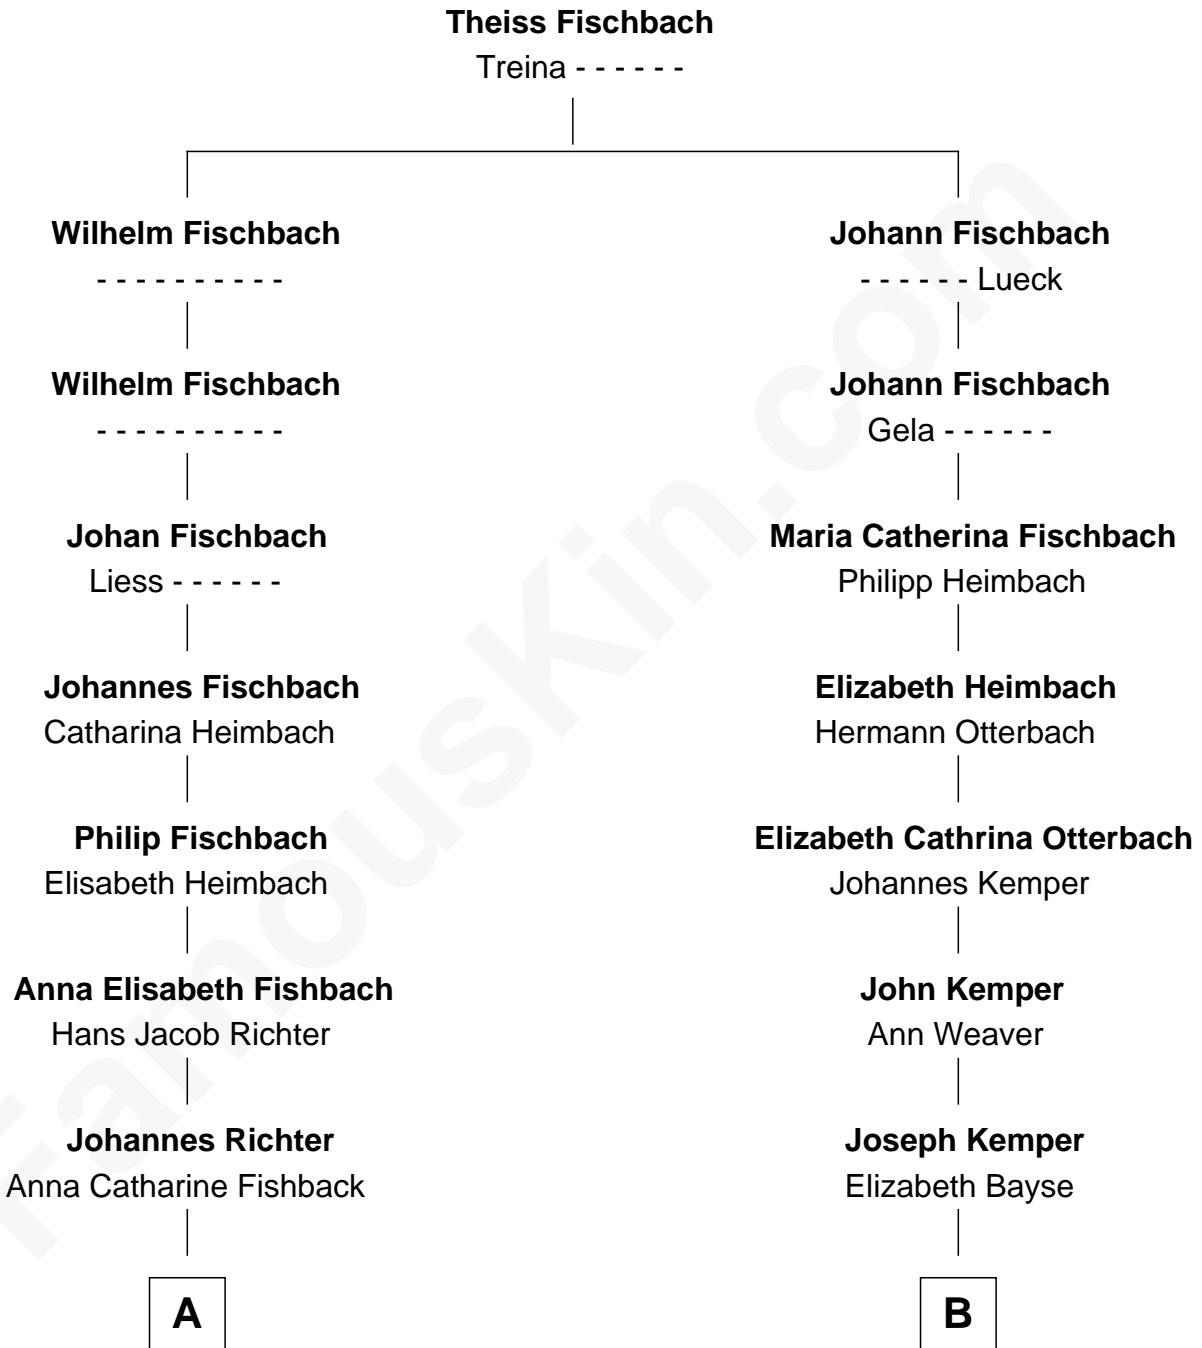 Theiss Fischbach
Treina - - - - - -
Wilhelm Fischbach
- - - - - - - - - -
Johann Fischbach
- - - - - - Lueck
Wilhelm Fischbach
- - - - - - - - - -
Johann Fischbach
Gela - - - - - -
Johan Fischbach
Liess - - - - - -
Maria Catherina Fischbach
Philipp Heimbach
Johannes Fischbach
Catharina Heimbach
Elizabeth Heimbach
Hermann Otterbach
Philip Fischbach
Elisabeth Heimbach
Elizabeth Cathrina Otterbach
Johannes Kemper
Anna Elisabeth Fishbach
Hans Jacob Richter
John Kemper
Ann Weaver
Johannes Richter
Anna Catharine Fishback
Joseph Kemper
Elizabeth Bayse
A
B
FamousKin.com